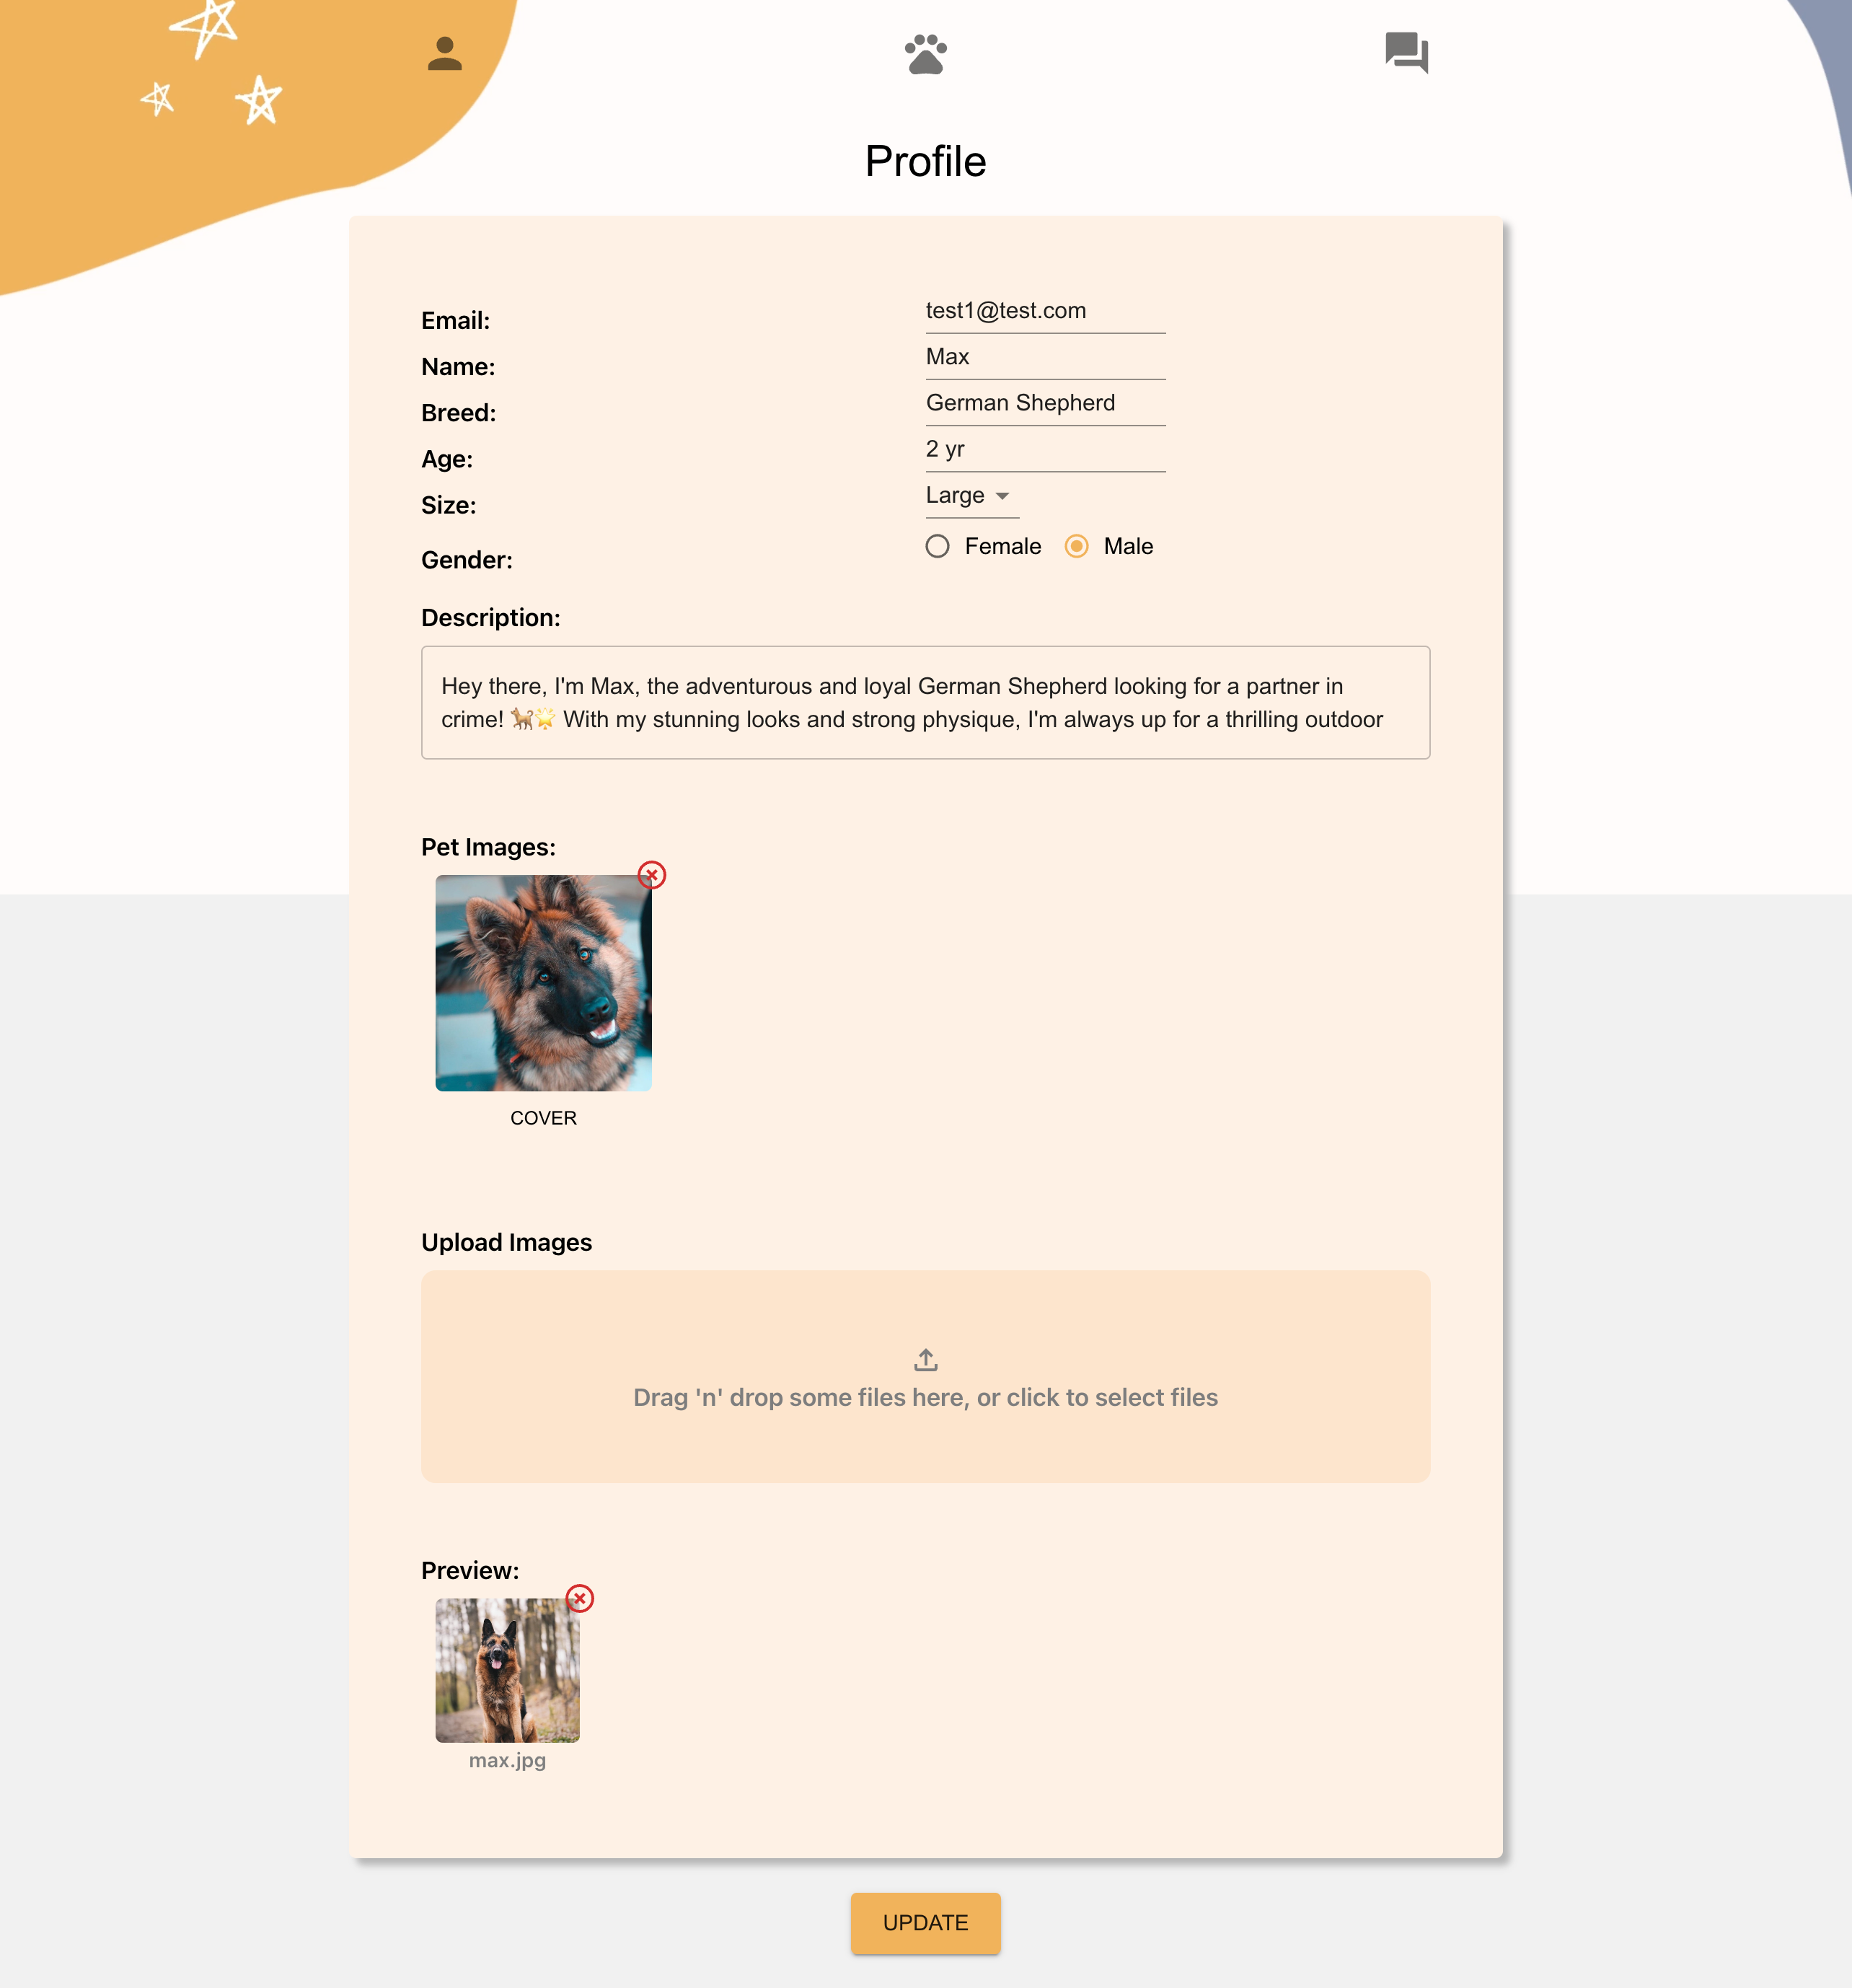 Profile
Email:
test1@test.com
Name:
Max
Breed:
German Shepherd
Age:
2 yr
Size:
Large
Gender:
Female
Male
Description:
Hey there, I'm Max, the adventurous and loyal German Shepherd looking for a partner in
crime! 🐕🌟 With my stunning looks and strong physique, I'm always up for a thrilling outdoor
Pet Images:
COVER
Upload Images
Drag 'n' drop some files here, or click to select files
Preview:
max.jpg
UPDATE